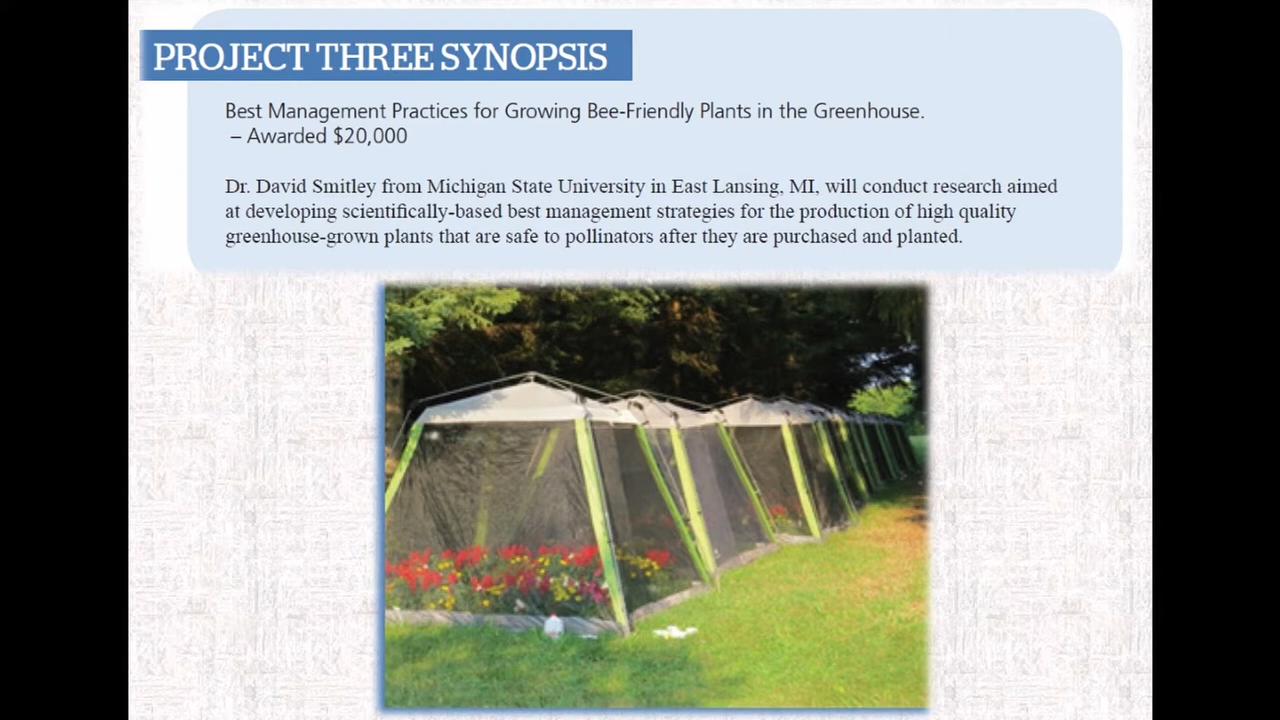 PROJECT THREE SYNOPSIS
Best Management Practices for Growing Bee-Friendly Plants in the Greenhouse.
– Awarded $20,000
Dr. David Smitley from Michigan State University in East Lansing, MI, will conduct research aimed
at developing scientifically-based best management strategies for the production of high quality
greenhouse-grown plants that are safe to pollinators after they are purchased and planted.